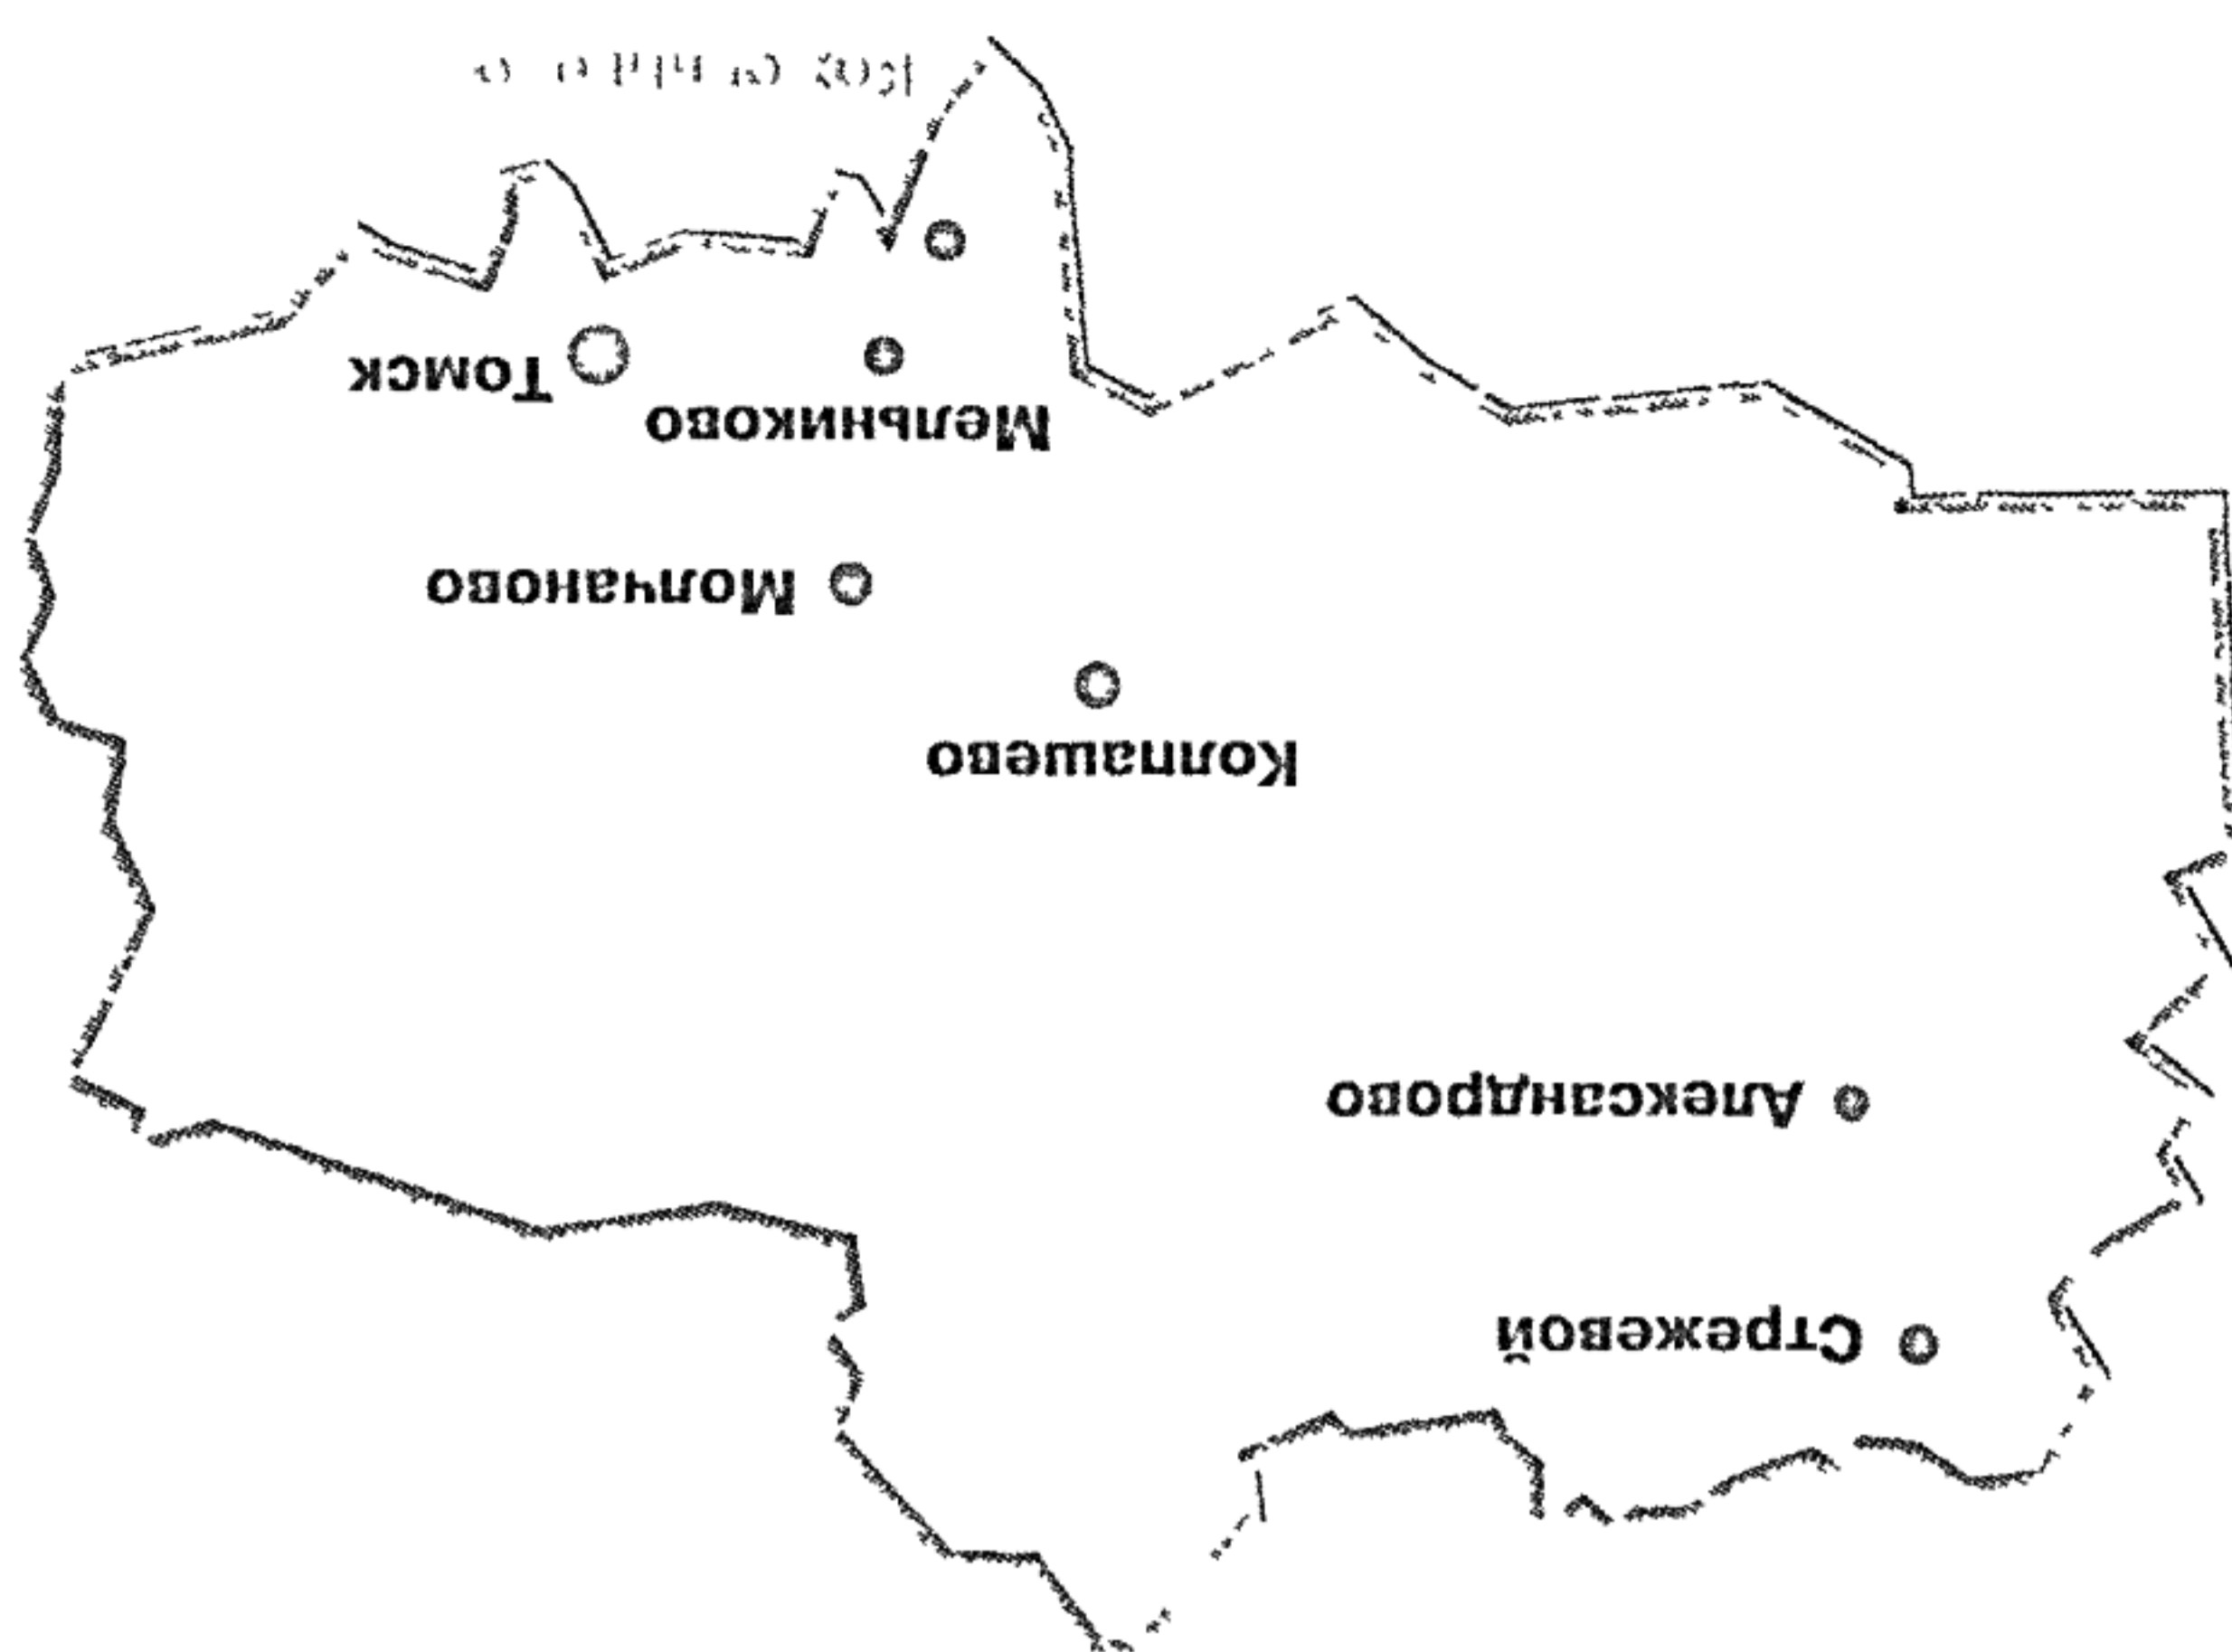 Стрежевой
Александрово
Колпашево
Молчаново
Мельниково
Томск